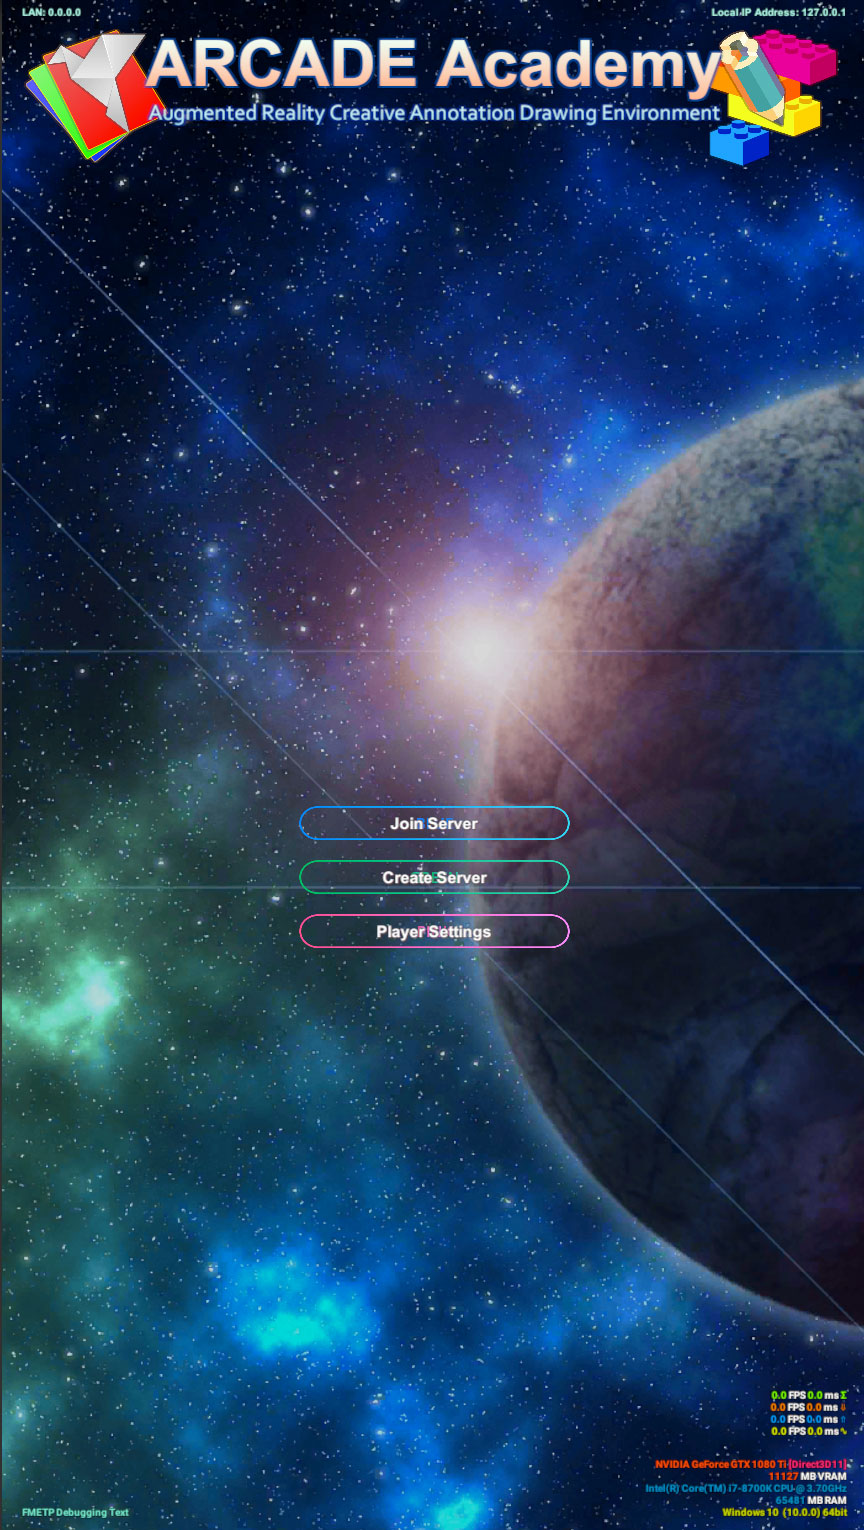 LAN: 0.0.0.0
Local IP Address: 127.0.0.1
ARCADE Academy
Augmented Reality Creative Annotation Drawing Environment
Join Server
Create Server
Player Settings
0.0 FPS 0.0 ms Σ
0.0 FPS 0.0 ms ⇓
0.0 FPS 0.0 ms ⇑
0.0 FPS 0.0 ms ∿
NVIDIA GeForce GTX 1080 Ti [Direct3D11]
11127 MB VRAM
Intel(R) Core(TM) i7-8700K CPU @ 3.70GHz
65481 MB RAM
Windows 10 (10.0.0) 64bit
FMETP Debugging Text